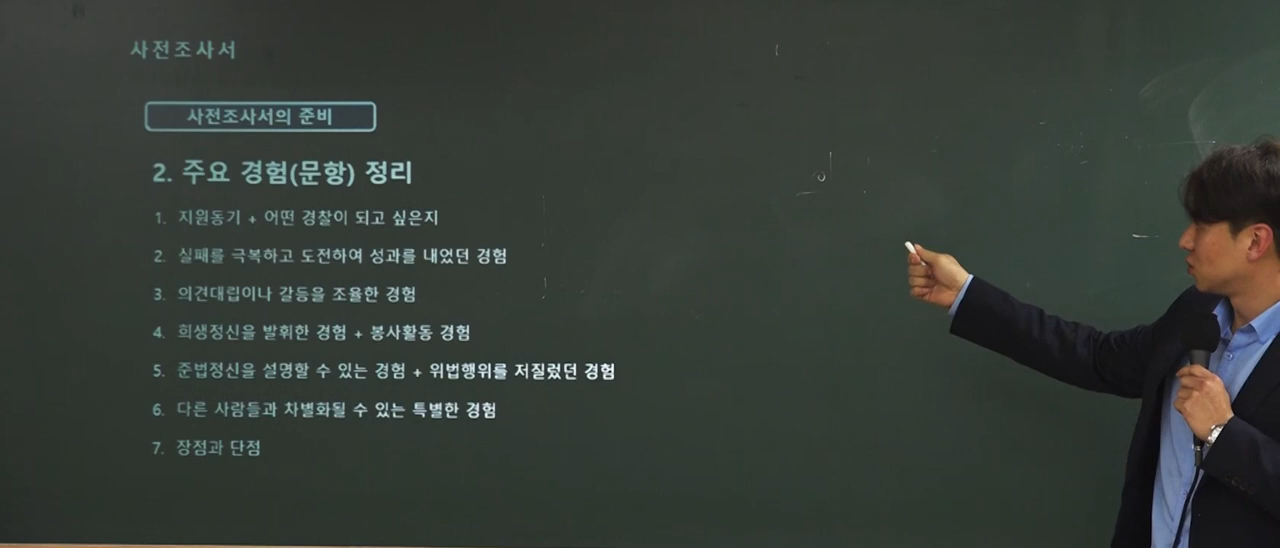 사전조사서
사전조사서의 준비
2. 주요 경험(문항) 정리
1. 지원동기 + 어떤 경찰이 되고 싶은지
2. 실패를 극복하고 도전하여 성과를 내었던 경험
3. 의견대립이나 갈등을 조율한 경험
4. 희생정신을 발휘한 경험 + 봉사활동 경험
5. 준법정신을 설명할 수 있는 경험 + 위법행위를 저질렀던 경험
6. 다른 사람들과 차별화될 수 있는 특별한 경험
7. 장점과 단점